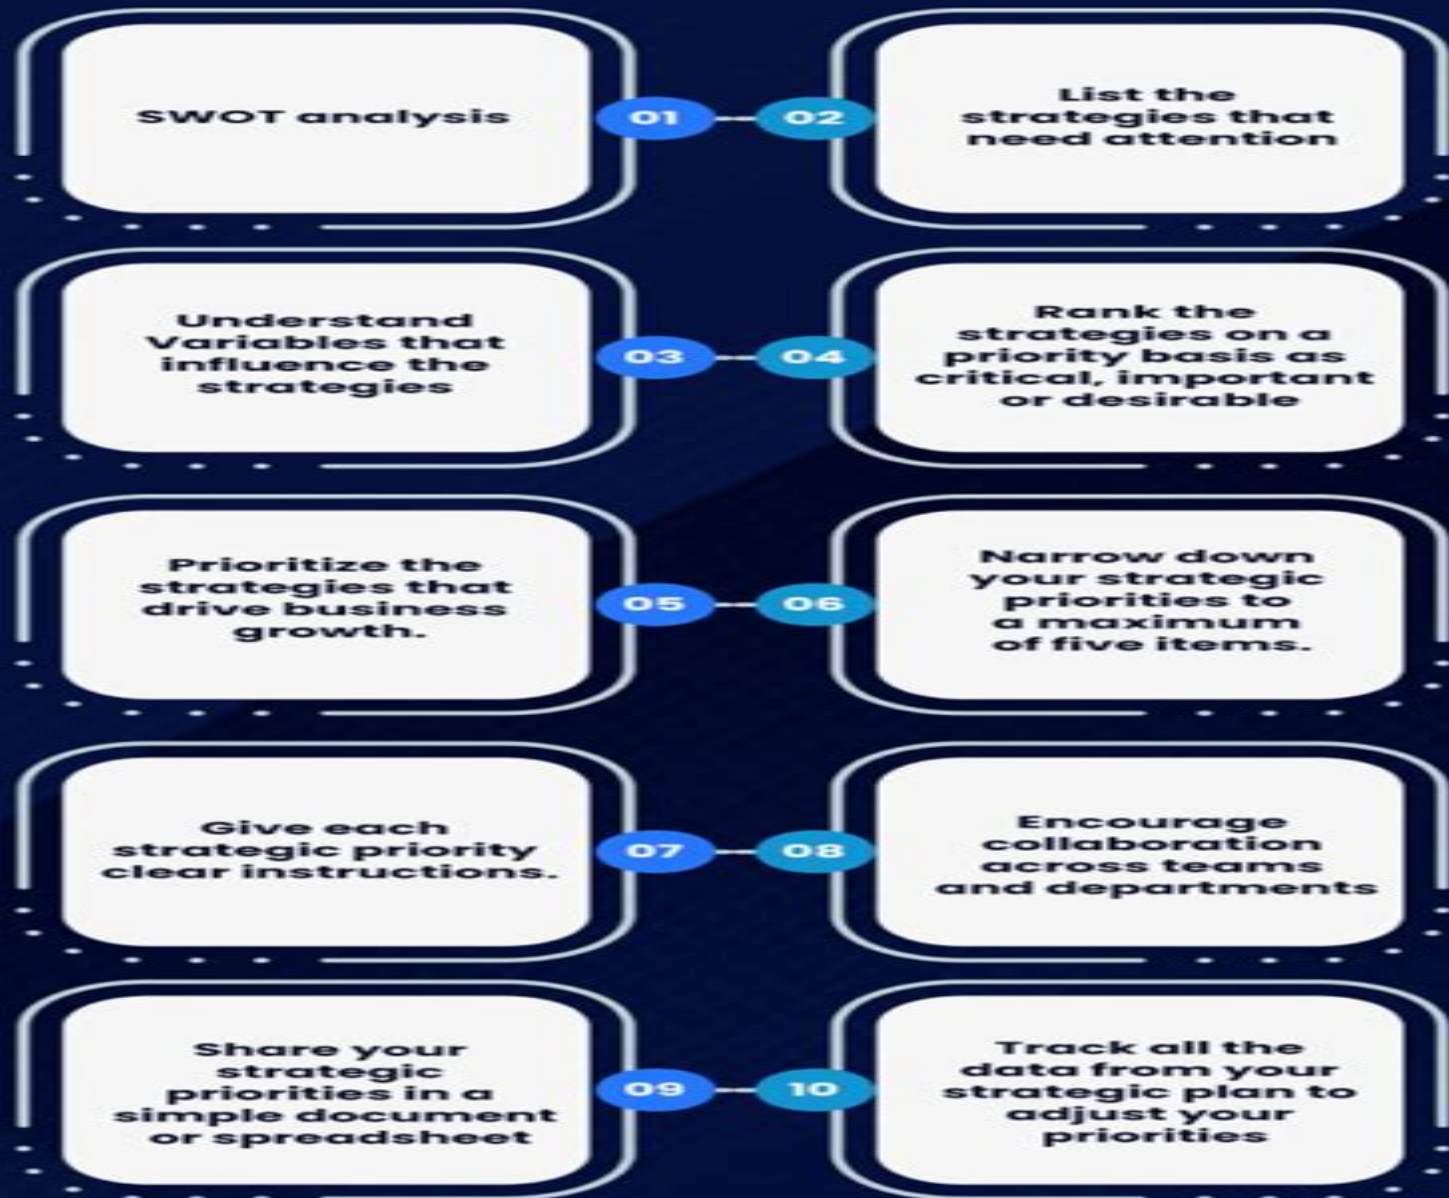 SWOT analysis
01
02
List the
strategies that
need attention
Understand
Variables that
influence the
strategies
03
04
Rank the
strategies on a
priority basis as
critical, important
or desirable
Prioritize the
strategies that
drive business
growth.
05
06
Narrow down
your strategic
priorities to
a maximum
of five items.
Give each
strategic priority
clear instructions.
07
08
Encourage
collaboration
across teams
and departments
Share your
strategic
priorities in a
simple document
or spreadsheet
09
10
Track all the
data from your
strategic plan to
adjust your
priorities